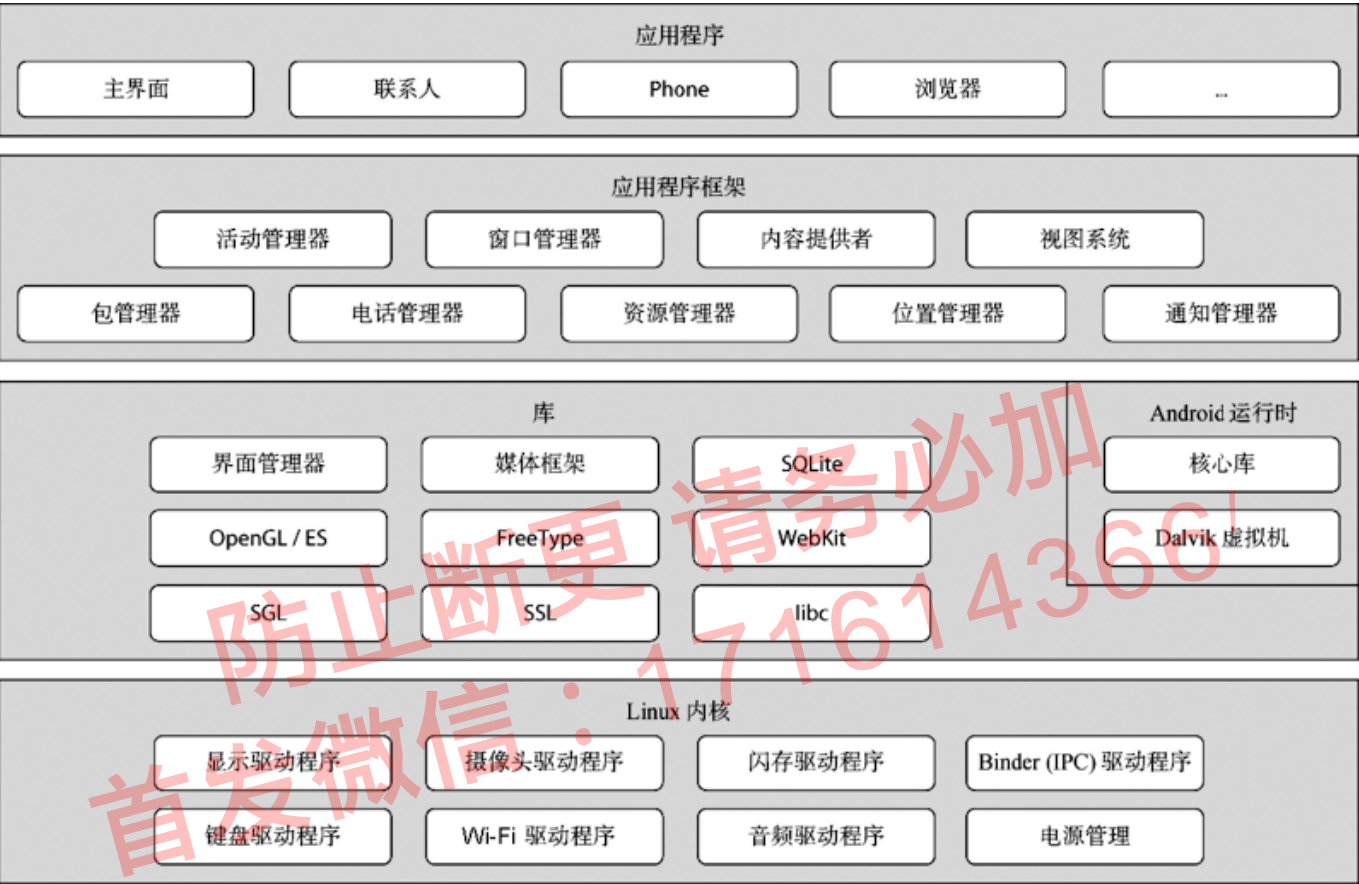 应用程序
主界面 联系人 Phone 浏览器 ...
应用程序框架
活动管理器 窗口管理器 内容提供者 视图系统
包管理器 电话管理器 资源管理器 位置管理器 通知管理器
库
Android 运行时
界面管理器 媒体框架 SQLite 核心库
OpenGL / ES FreeType WebKit Dalvik 虚拟机
SGL SSL libc
Linux 内核
显示驱动程序 摄像头驱动程序 闪存驱动程序 Binder (IPC) 驱动程序
键盘驱动程序 Wi-Fi 驱动程序 音频驱动程序 电源管理
防止断更 请务必加
首发微信：171614366